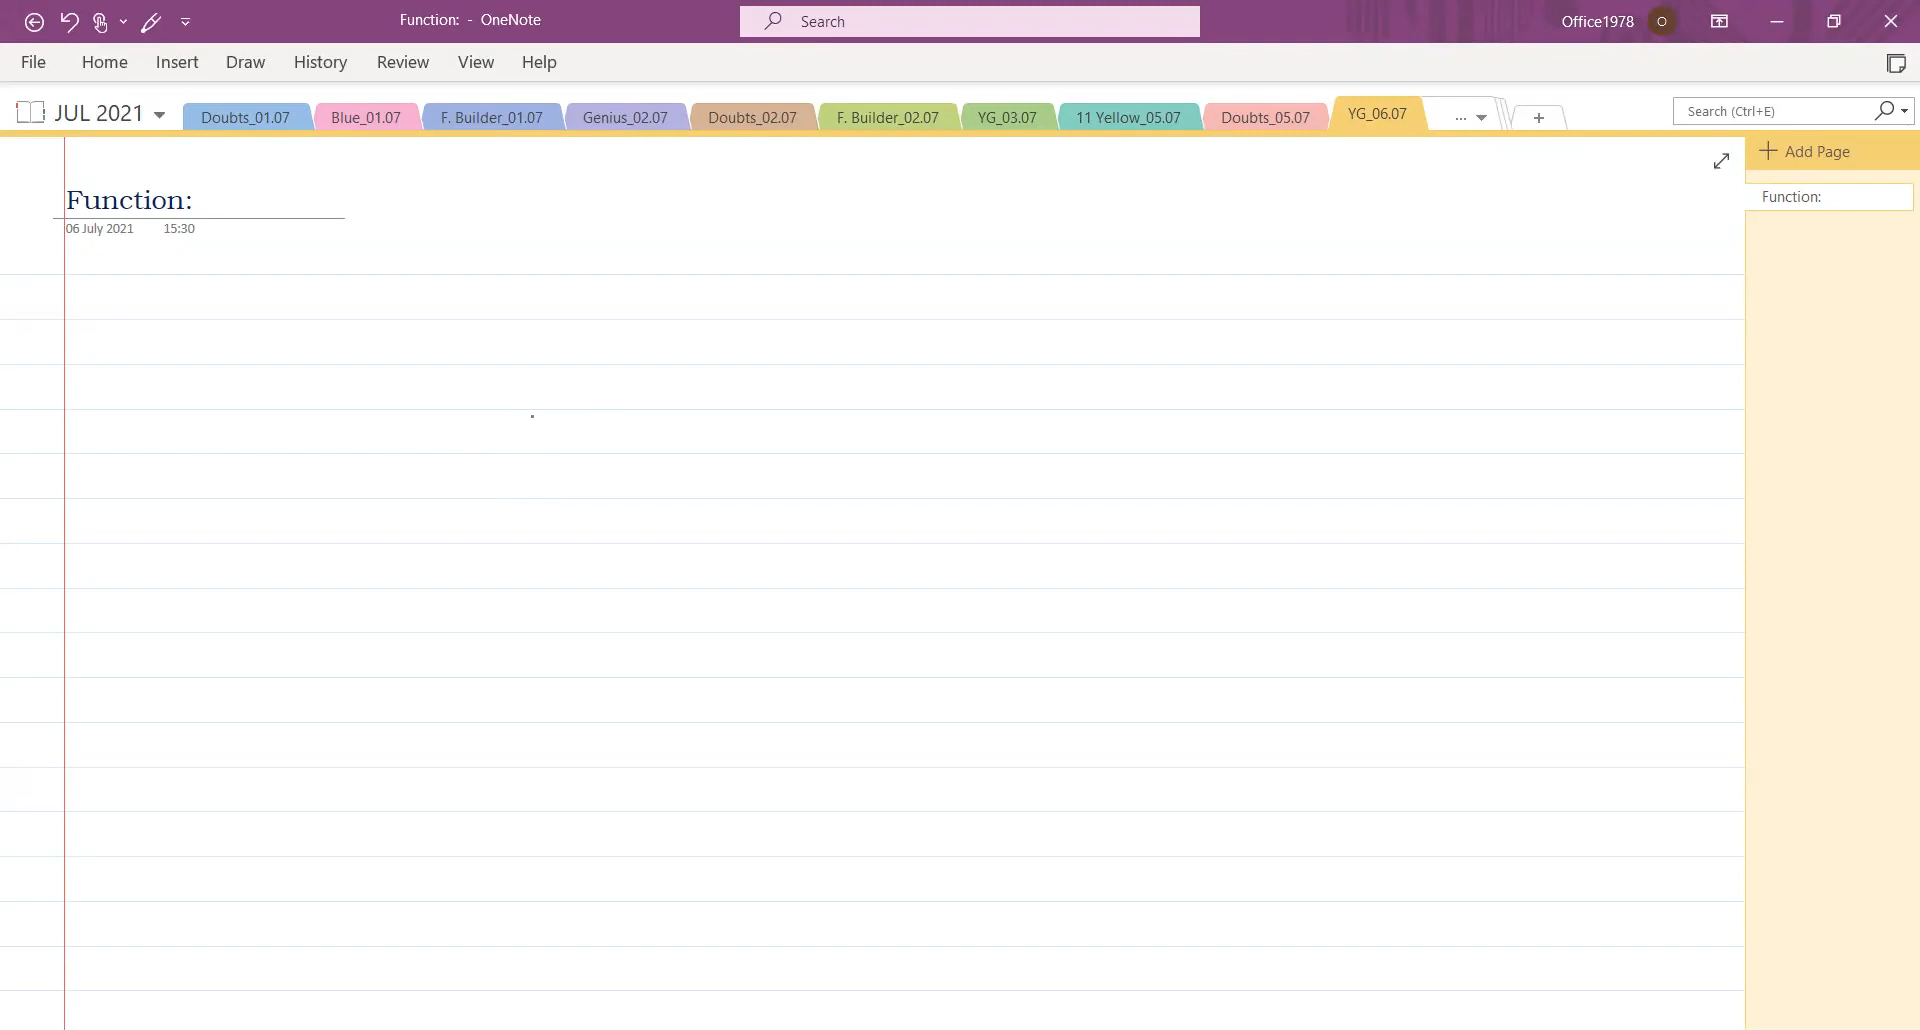 Function: - OneNote
Search
Office1978
O
File Home Insert Draw History Review View Help
JUL 2021
Doubts_01.07 Blue_01.07 F. Builder_01.07 Genius_02.07 Doubts_02.07 F. Builder_02.07 YG_03.07 11 Yellow_05.07 Doubts_05.07 YG_06.07 ... +
Search (Ctrl+E)
Add Page
Function:
Function:
06 July 2021 15:30